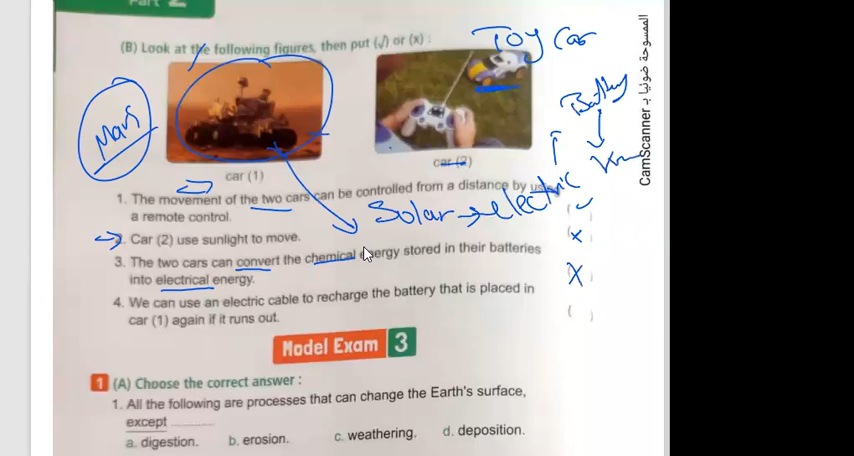 Part 2
(B) Look at the following figures, then put (√) or (x) :
Toy Car
Battery
Mars
car (1)
car (2)
1. The movement of the two cars can be controlled from a distance by using
a remote control.
Solar → electric
2. Car (2) use sunlight to move.
x
3. The two cars can convert the chemical energy stored in their batteries
into electrical energy.
X
4. We can use an electric cable to recharge the battery that is placed in
car (1) again if it runs out.
( )
Model Exam 3
1 (A) Choose the correct answer :
1. All the following are processes that can change the Earth's surface,
except ............
a. digestion. b. erosion. c. weathering. d. deposition.
الممسوحة ضوئيا بـ CamScanner